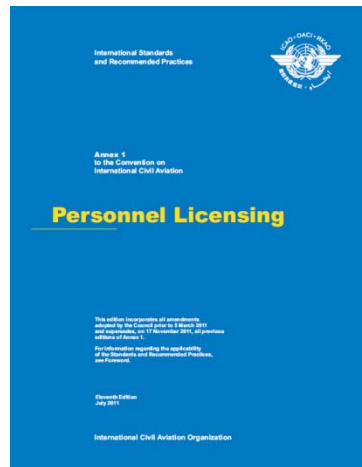 International Standards
and Recommended Practices
ICAO • OACI • ИКАО
Annex 1
to the Convention on
International Civil Aviation
Personnel Licensing
This edition incorporates all amendments
adopted by the Council prior to 5 March 2011
and supersedes, on 17 November 2011, all previous
editions of Annex 1.
For information regarding the applicability
of the Standards and Recommended Practices,
see Foreword.
Eleventh Edition
July 2011
International Civil Aviation Organization